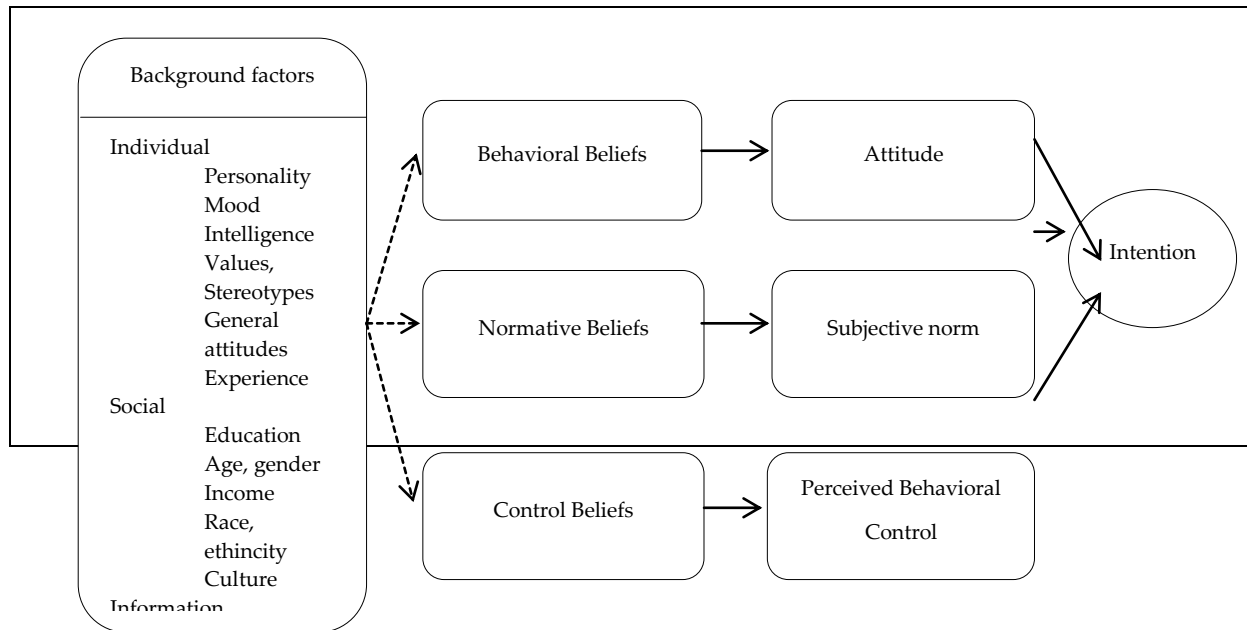 Background factors
Individual
Personality
Mood
Intelligence
Values,
Stereotypes
General
attitudes
Experience
Social
Education
Age, gender
Income
Race,
ethincity
Culture
Information
Behavioral Beliefs
Attitude
Normative Beliefs
Subjective norm
Control Beliefs
Perceived Behavioral
Control
Intention